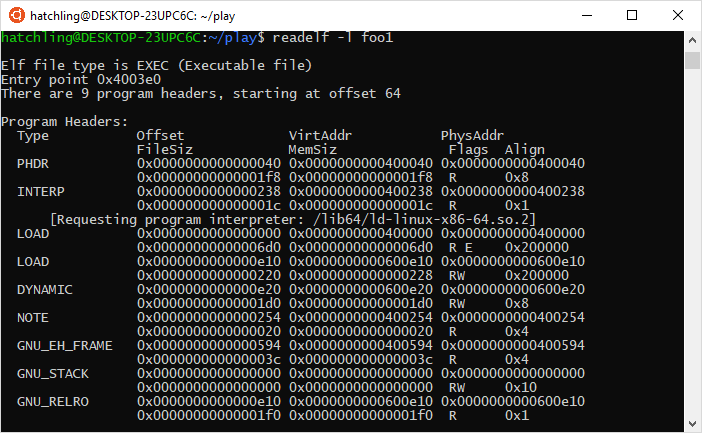 hatchling@DESKTOP-23UPC6C: ~/play
hatchling@DESKTOP-23UPC6C:~/play$ readelf -l foo1
Elf file type is EXEC (Executable file)
Entry point 0x4003e0
There are 9 program headers, starting at offset 64
Program Headers:
Type Offset VirtAddr PhysAddr
FileSiz MemSiz Flags Align
PHDR 0x0000000000000040 0x0000000000400040 0x0000000000400040
0x00000000000001f8 0x00000000000001f8 R 0x8
INTERP 0x0000000000000238 0x0000000000400238 0x0000000000400238
0x000000000000001c 0x000000000000001c R 0x1
[Requesting program interpreter: /lib64/ld-linux-x86-64.so.2]
LOAD 0x0000000000000000 0x0000000000400000 0x0000000000400000
0x00000000000006d0 0x00000000000006d0 R E 0x200000
LOAD 0x0000000000000e10 0x0000000000600e10 0x0000000000600e10
0x0000000000000220 0x0000000000000228 RW 0x200000
DYNAMIC 0x0000000000000e20 0x0000000000600e20 0x0000000000600e20
0x00000000000001d0 0x00000000000001d0 RW 0x8
NOTE 0x0000000000000254 0x0000000000400254 0x0000000000400254
0x0000000000000020 0x0000000000000020 R 0x4
GNU_EH_FRAME 0x0000000000000594 0x0000000000400594 0x0000000000400594
0x000000000000003c 0x000000000000003c R 0x4
GNU_STACK 0x0000000000000000 0x0000000000000000 0x0000000000000000
0x0000000000000000 0x0000000000000000 RW 0x10
GNU_RELRO 0x0000000000000e10 0x0000000000600e10 0x0000000000600e10
0x00000000000001f0 0x00000000000001f0 R 0x1